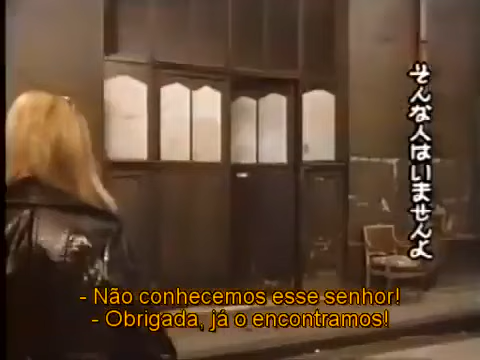 そんな人はいませんよ
- Não conhecemos esse senhor!
- Obrigada, já o encontramos!